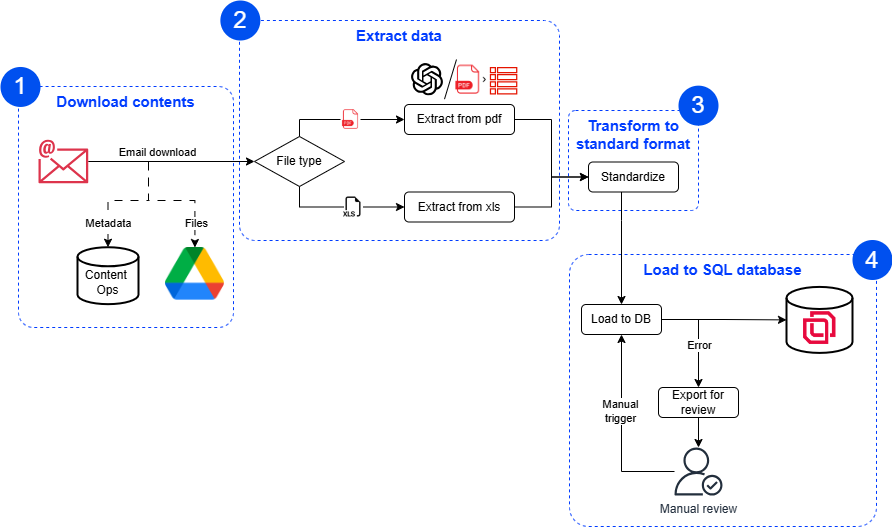 1
Download contents
@
Email download
Metadata
Files
Content
Ops
2
Extract data
PDF
File type
PDF
Extract from pdf
XLS
Extract from xls
3
Transform to
standard format
Standardize
4
Load to SQL database
Load to DB
Error
Export for
review
Manual
trigger
Manual review